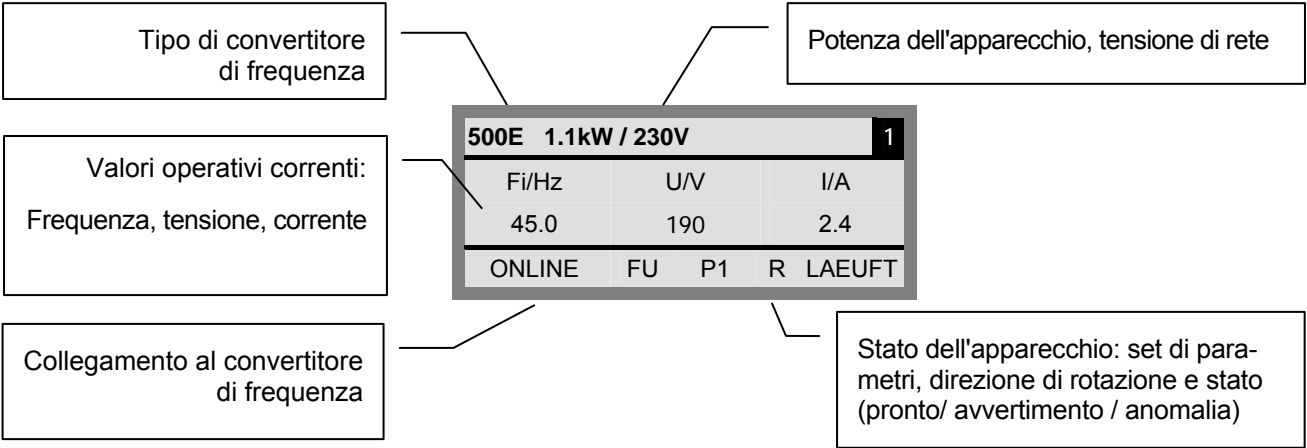 Tipo di convertitore
di frequenza
Potenza dell'apparecchio, tensione di rete
Valori operativi correnti:
Frequenza, tensione, corrente
500E 1.1kW / 230V 1
Fi/Hz U/V I/A
45.0 190 2.4
ONLINE FU P1 R LAEUFT
Collegamento al convertitore
di frequenza
Stato dell'apparecchio: set di para-
metri, direzione di rotazione e stato
(pronto/ avvertimento / anomalia)